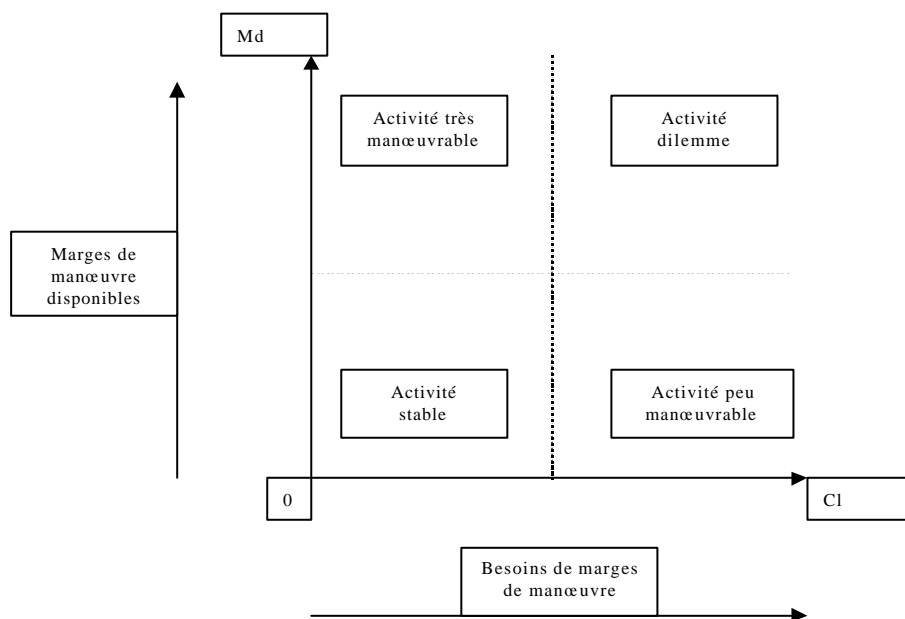 Md
Activité très
manœuvrable
Activité
dilemme
Marges de
manœuvre
disponibles
Activité
stable
Activité peu
manœuvrable
0
Cl
Besoins de marges
de manœuvre